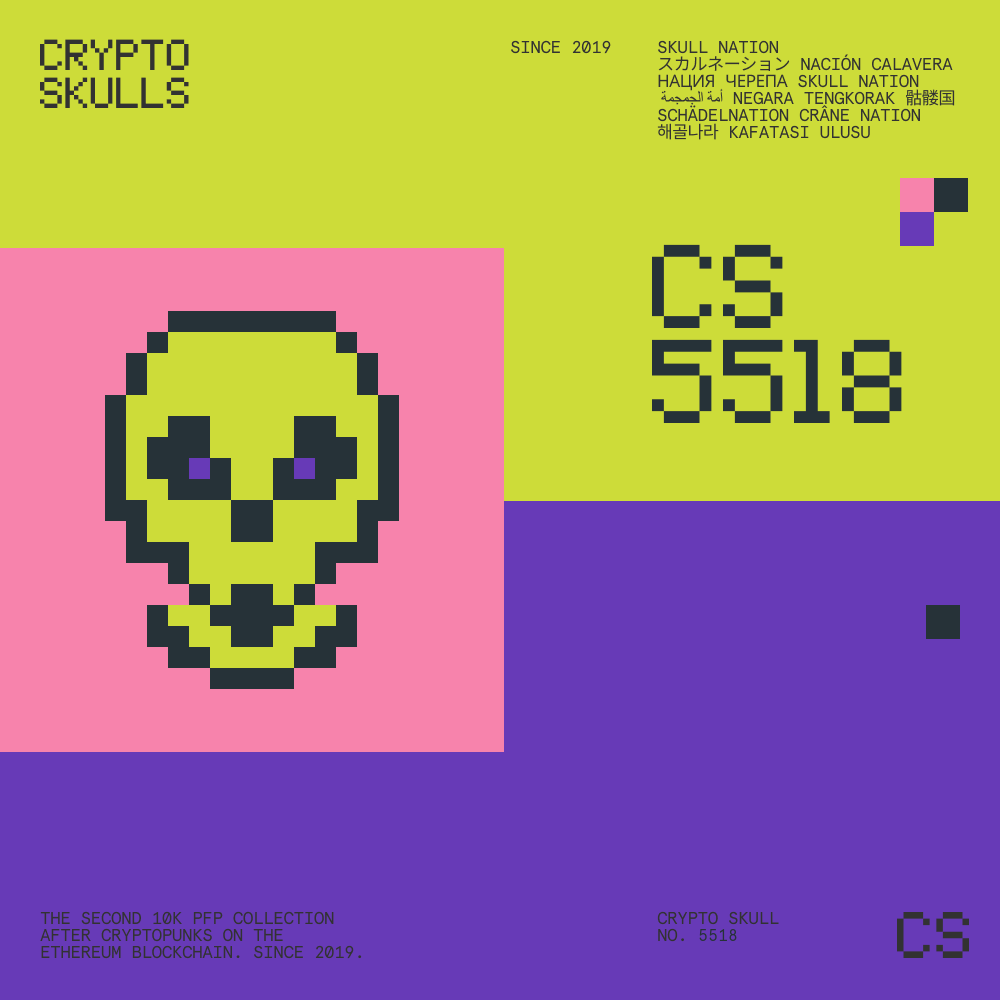 CRYPTO
SKULLS
SINCE 2019
SKULL NATION
スカルネーション NACIÓN CALAVERA
НАЦИЯ ЧЕРЕПА SKULL NATION
أمة الجمجمة NEGARA TENGKORAK 骷髅国
SCHÄDELNATION CRÂNE NATION
해골나라 KAFATASI ULUSU
CS
5518
THE SECOND 10K PFP COLLECTION
AFTER CRYPTOPUNKS ON THE
ETHEREUM BLOCKCHAIN. SINCE 2019.
CRYPTO SKULL
NO. 5518
CS